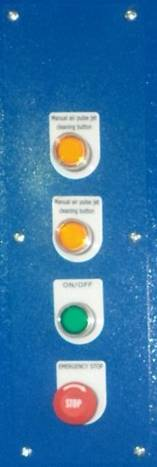 Manual air pulse jet
cleaning button
Manual air pulse jet
cleaning button
ON/OFF
EMERGENCY STOP
STOP